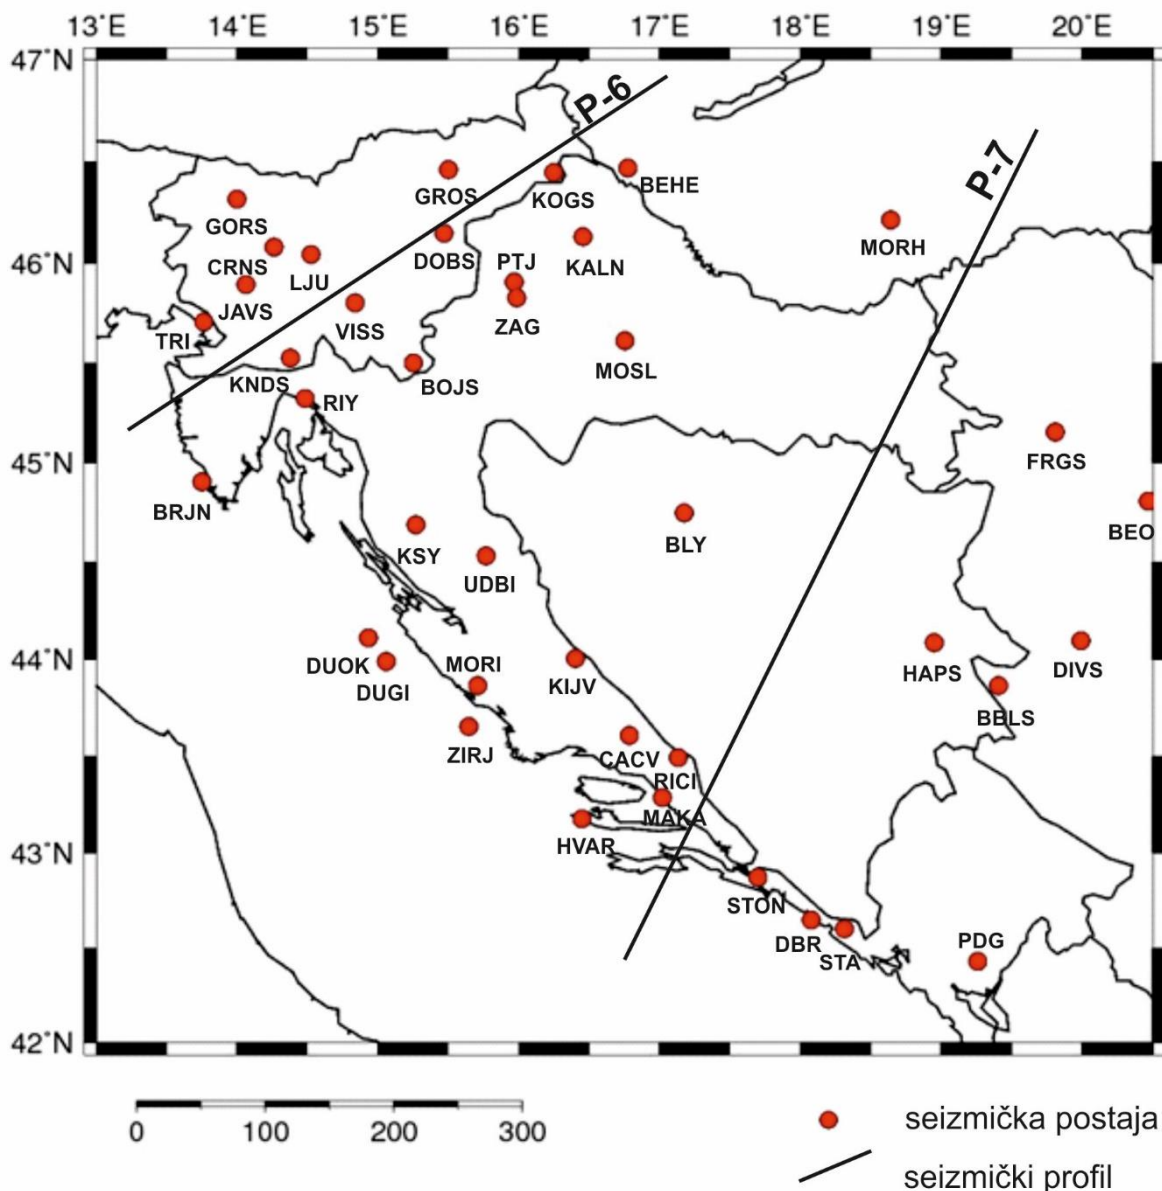 13°E 14°E 15°E 16°E 17°E 18°E 19°E 20°E
47°N
P-6
P-7
GROS
KOGS
BEHE
GORS
MORH
46°N
CRNS
LJU
DOBS
PTJ
KALN
JAVS
TRI
VISS
ZAG
KNDS
BOJS
MOSL
RIY
45°N
FRGS
BRJN
BEO
KSY
UDBI
BLY
44°N
DUOK
MORI
KIJV
HAPS
DIVS
DUGI
BBLS
ZIRJ
CACV
RICI
MAKA
HVAR
43°N
STON
DBR
STA
PDG
42°N
0 100 200 300
seizmička postaja
seizmički profil